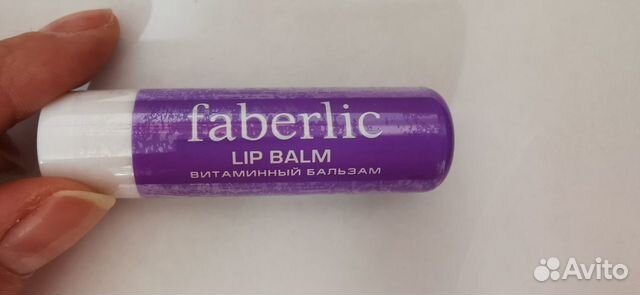 faberlic
LIP BALM
ВИТАМИННЫЙ БАЛЬЗАМ
Avito